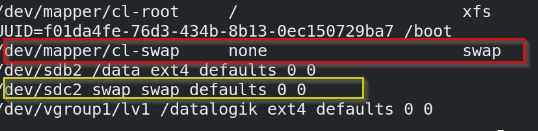 /dev/mapper/cl-root / xfs
UUID=f01da4fe-76d3-434b-8b13-0ec150729ba7 /boot
/dev/mapper/cl-swap none swap
/dev/sdb2 /data ext4 defaults 0 0
/dev/sdc2 swap swap defaults 0 0
/dev/vgroup1/lv1 /datalogik ext4 defaults 0 0